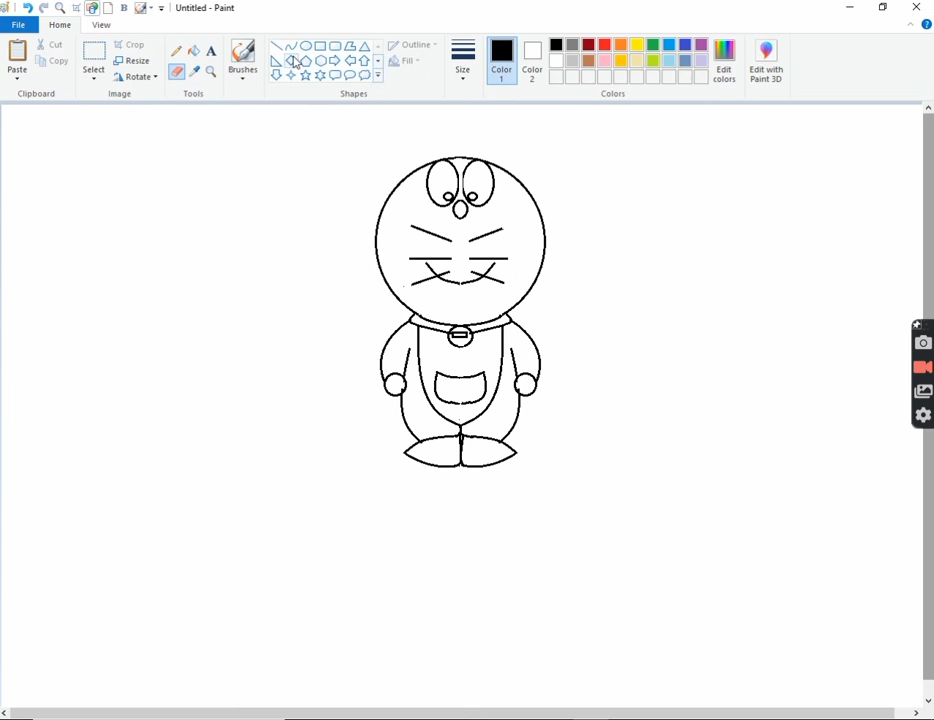 B
Untitled - Paint
File
Home
View
Paste
Cut
Copy
Clipboard
Select
Crop
Resize
Rotate
Image
A
Tools
Brushes
Outline
Fill
Shapes
Size
Color
1
Color
2
Edit
colors
Colors
Edit with
Paint 3D